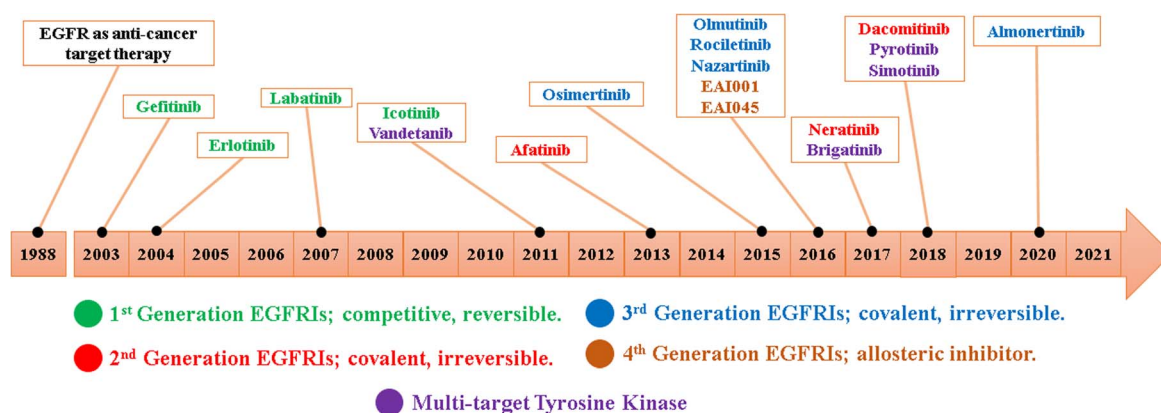 EGFR as anti-cancer
target therapy
Gefitinib
Erlotinib
Labatinib
Icotinib
Vandetanib
Afatinib
Osimertinib
Olmutinib
Rociletinib
Nazartinib
EAI001
EAI045
Neratinib
Brigatinib
Dacomitinib
Pyrotinib
Simotinib
Almonertinib
1988 2003 2004 2005 2006 2007 2008 2009 2010 2011 2012 2013 2014 2015 2016 2017 2018 2019 2020 2021
1st Generation EGFRIs; competitive, reversible.
3rd Generation EGFRIs; covalent, irreversible.
2nd Generation EGFRIs; covalent, irreversible.
4th Generation EGFRIs; allosteric inhibitor.
Multi-target Tyrosine Kinase